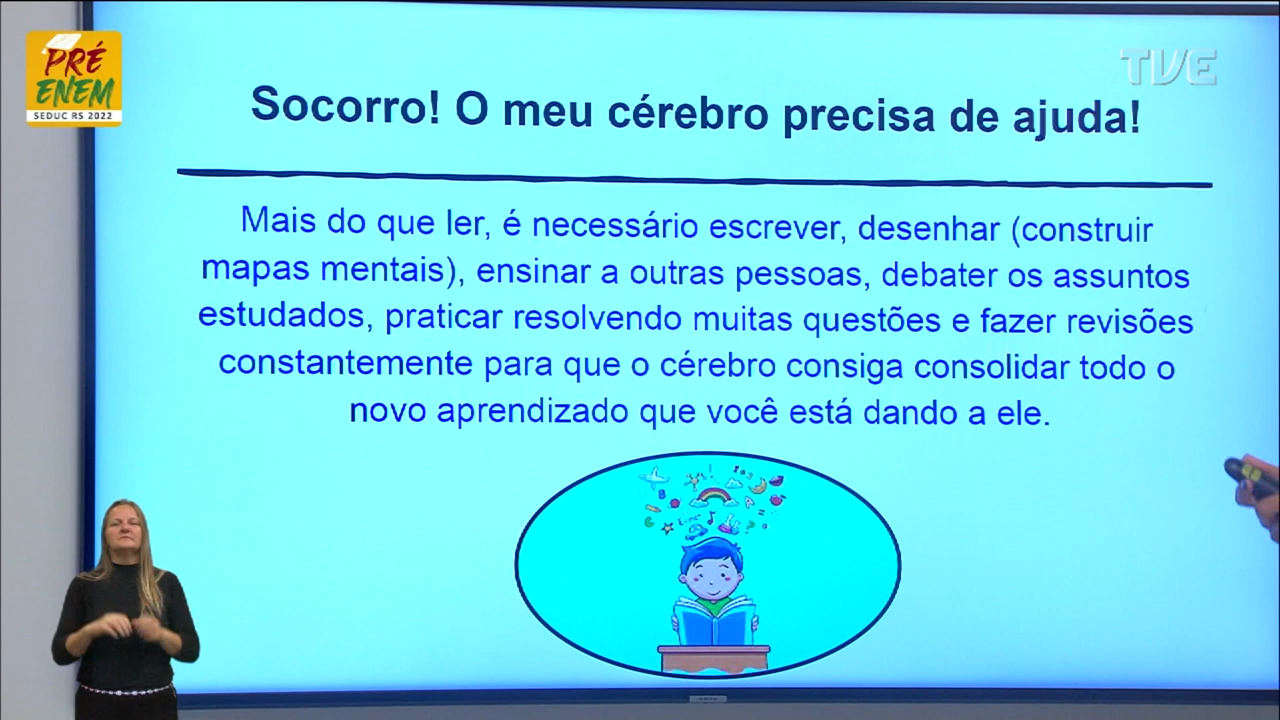 PRÉ
ENEM
SEDUC RS 2022
TVE
Socorro! O meu cérebro precisa de ajuda!
Mais do que ler, é necessário escrever, desenhar (construir
mapas mentais), ensinar a outras pessoas, debater os assuntos
estudados, praticar resolvendo muitas questões e fazer revisões
constantemente para que o cérebro consiga consolidar todo o
novo aprendizado que você está dando a ele.